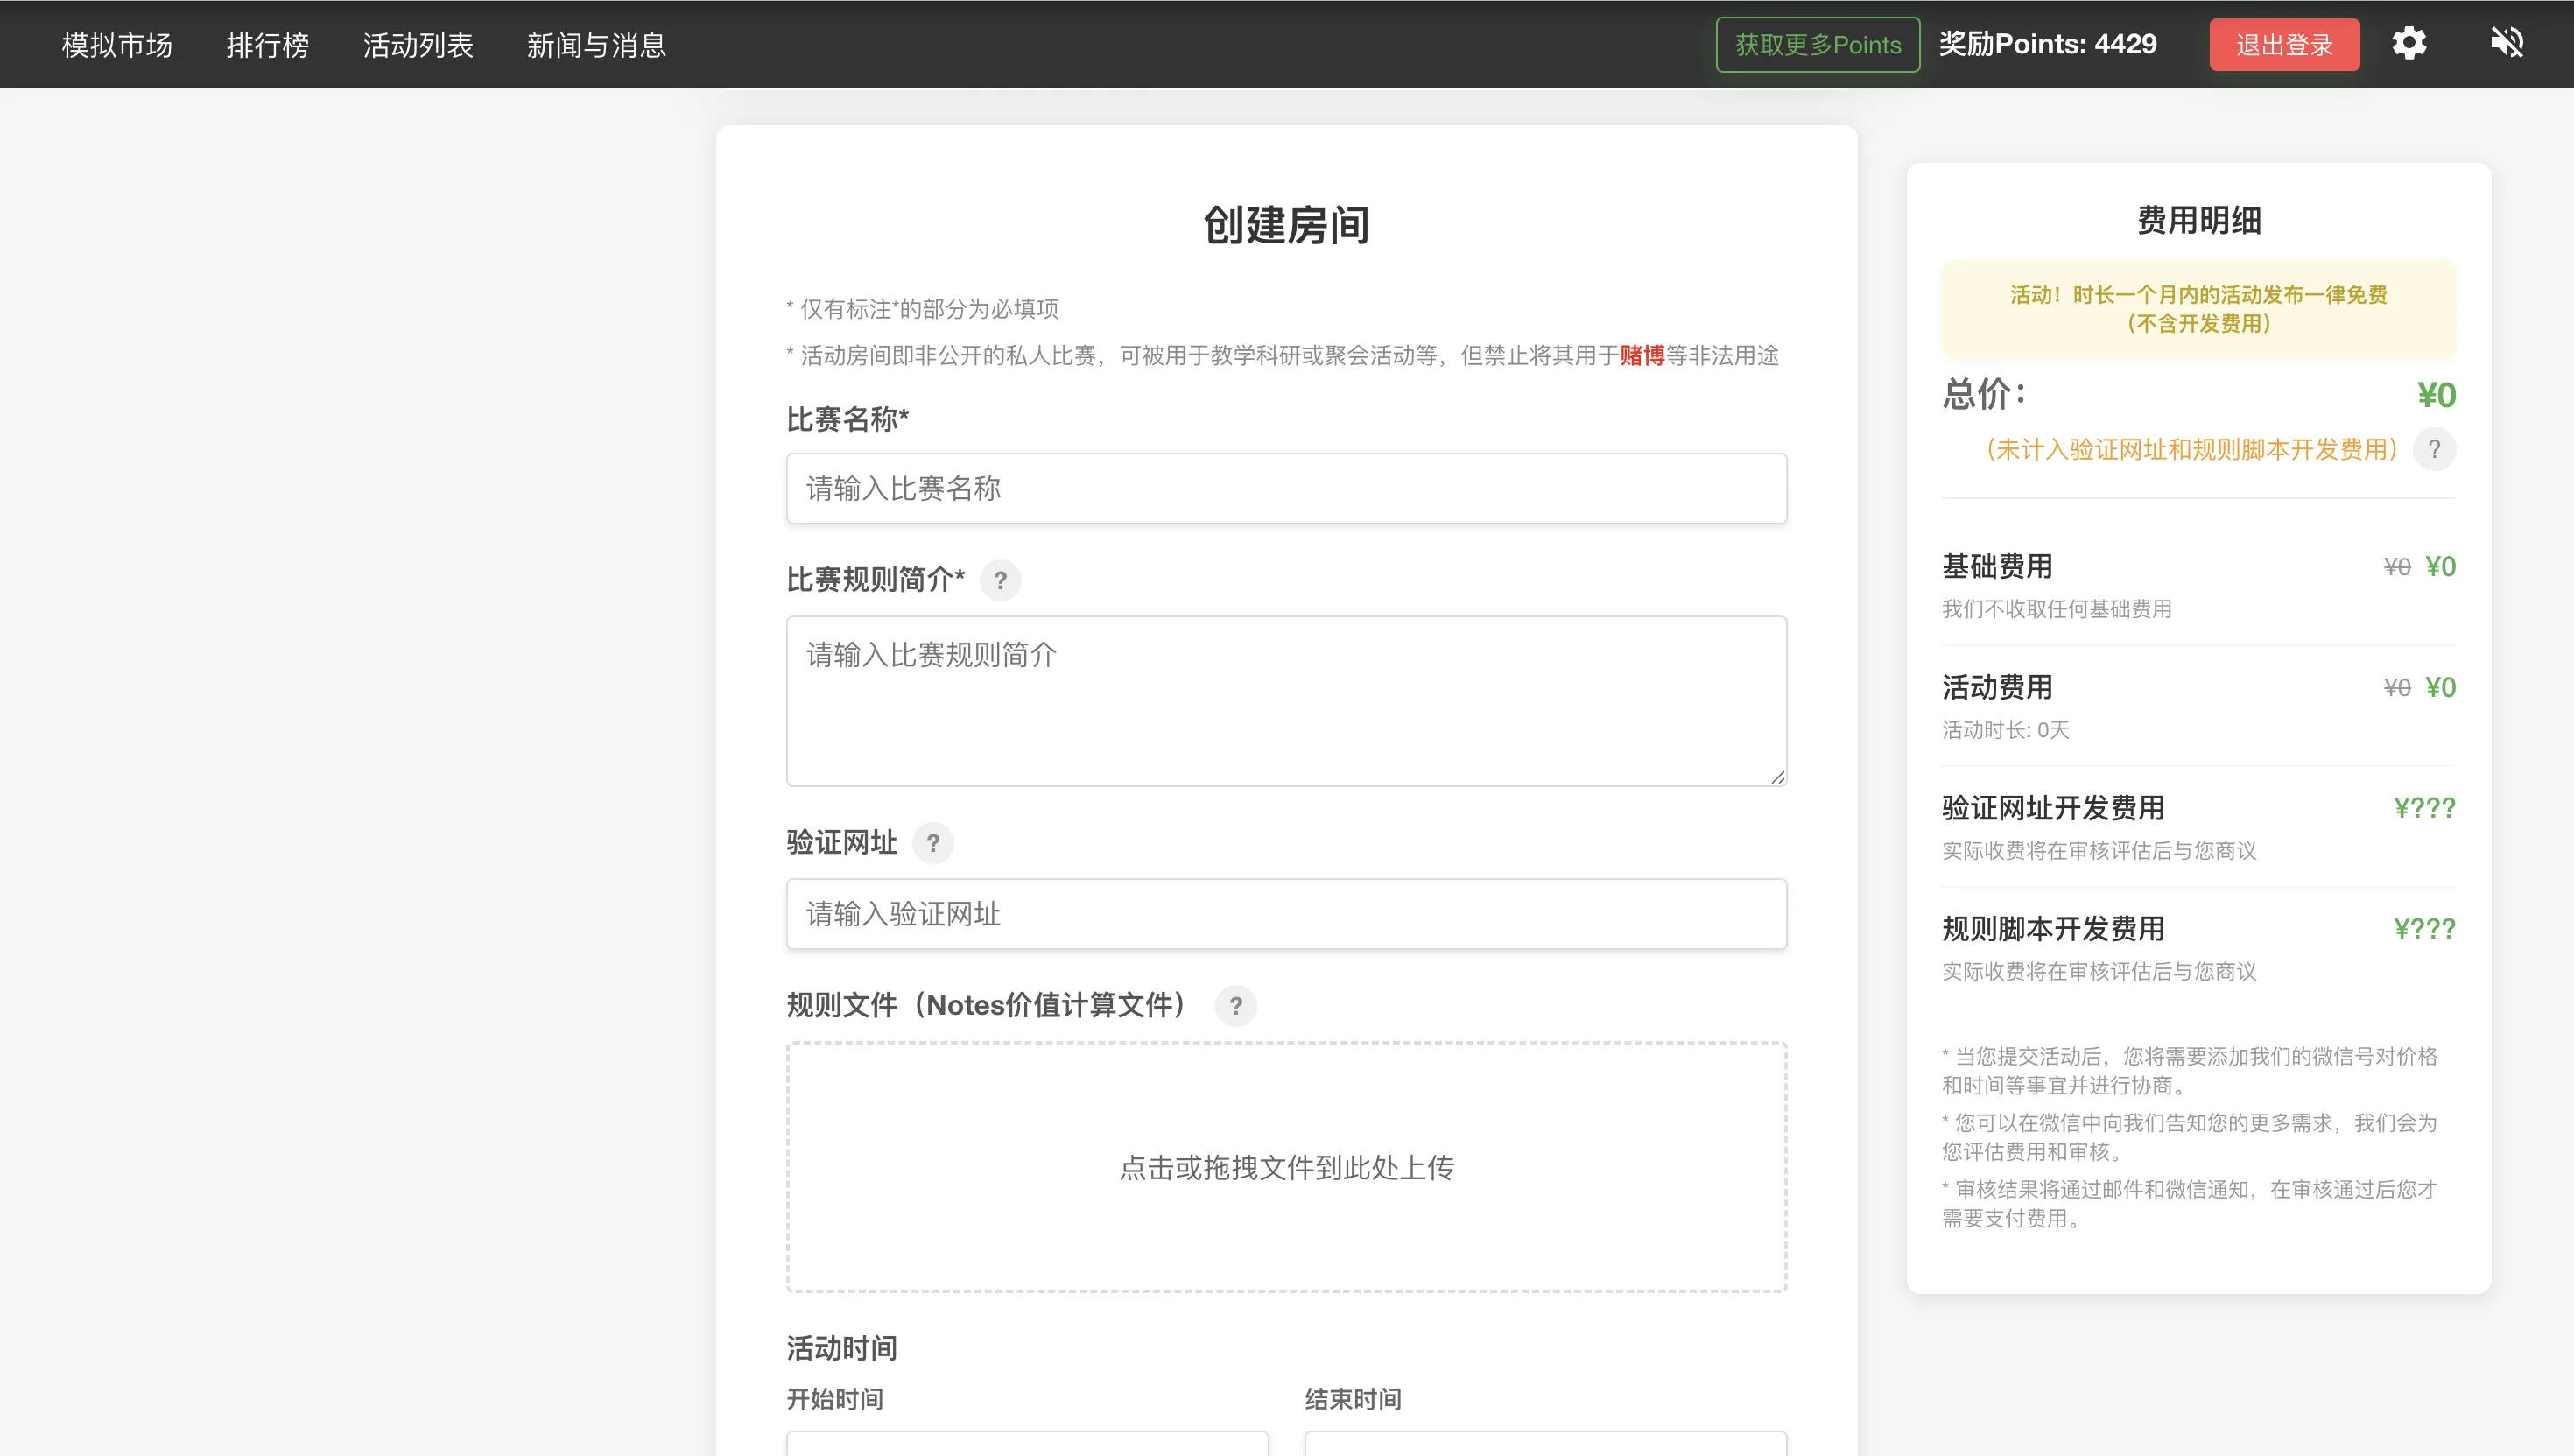 模拟市场 排行榜 活动列表 新闻与消息 获取更多Points 奖励Points: 4429 退出登录
创建房间
* 仅有标注*的部分为必填项
* 活动房间即非公开的私人比赛，可被用于教学科研或聚会活动等，但禁止将其用于赌博等非法用途
比赛名称*
请输入比赛名称
比赛规则简介* ?
请输入比赛规则简介
验证网址 ?
请输入验证网址
规则文件（Notes价值计算文件） ?
点击或拖拽文件到此处上传
活动时间
开始时间 结束时间
费用明细
活动！时长一个月内的活动发布一律免费
（不含开发费用）
总价： ¥0
（未计入验证网址和规则脚本开发费用） ?
基础费用 ¥0 ¥0
我们不收取任何基础费用
活动费用 ¥0 ¥0
活动时长: 0天
验证网址开发费用 ¥???
实际收费将在审核评估后与您商议
规则脚本开发费用 ¥???
实际收费将在审核评估后与您商议
* 当您提交活动后，您将需要添加我们的微信号对价格
和时间等事宜并进行协商。
* 您可以在微信中向我们告知您的更多需求，我们会为
您评估费用和审核。
* 审核结果将通过邮件和微信通知，在审核通过后您才
需要支付费用。